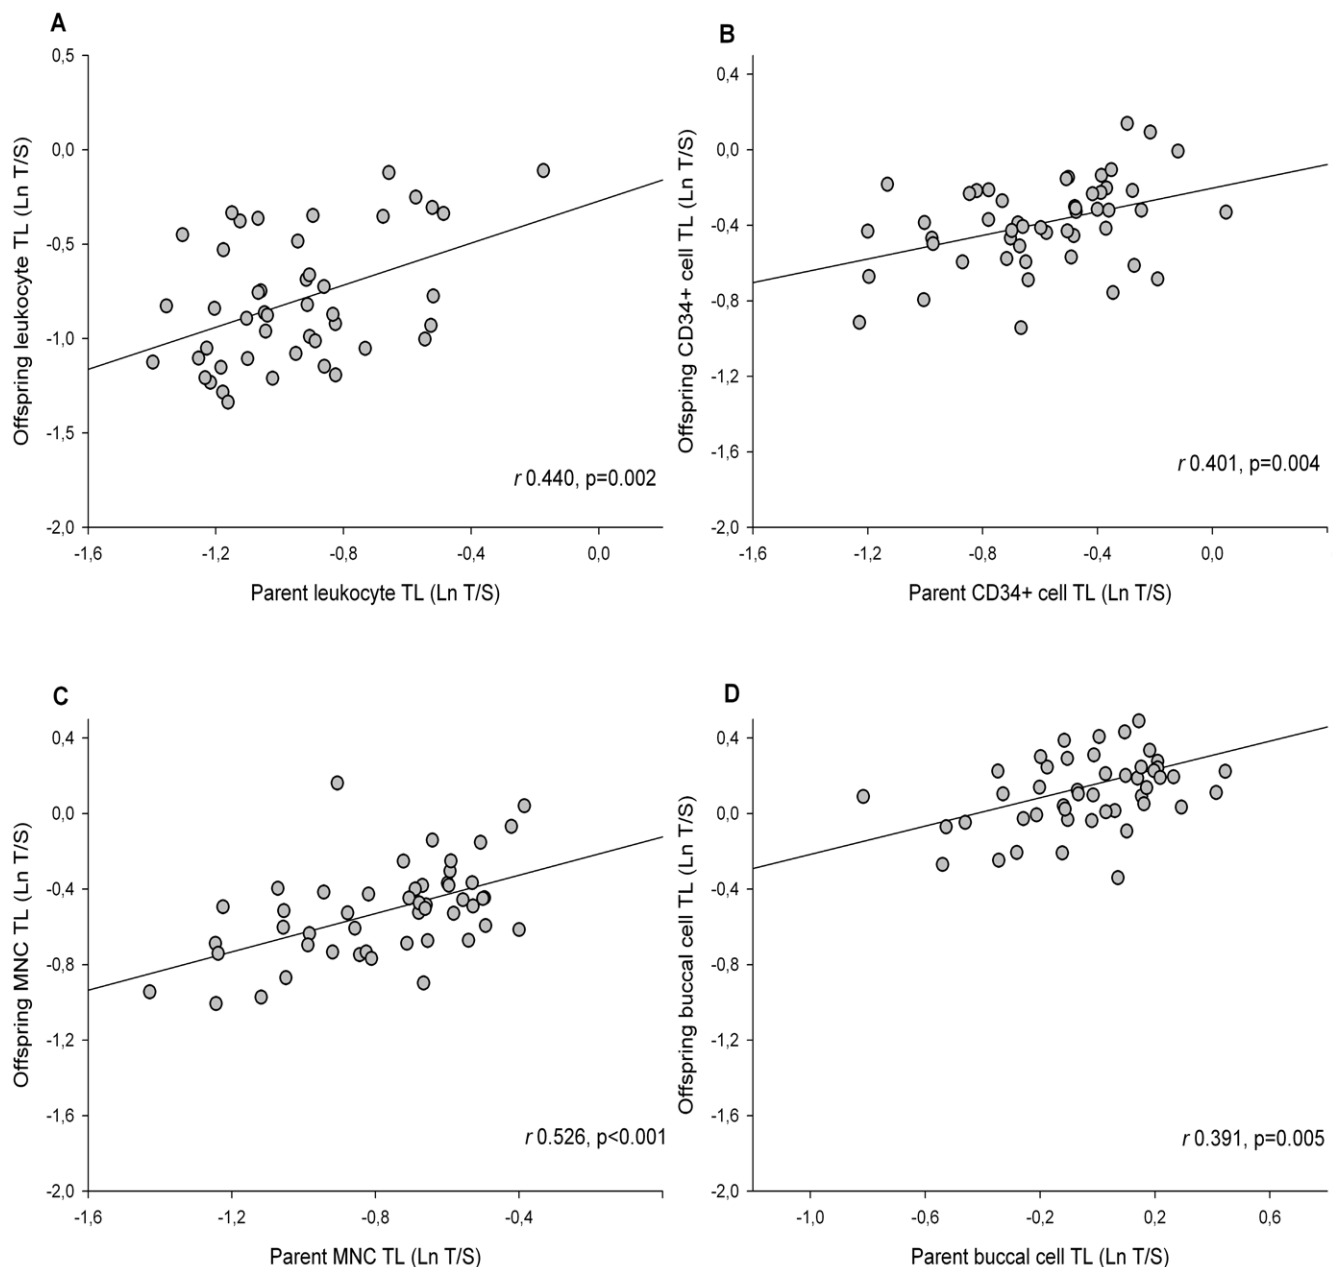 A
0,5
0,0
-0,5
-1,0
-1,5
-2,0
Offspring leukocyte TL (Ln T/S)
r 0.440, p=0.002
-1,6 -1,2 -0,8 -0,4 0,0
Parent leukocyte TL (Ln T/S)
B
0,4
0,0
-0,4
-0,8
-1,2
-1,6
-2,0
Offspring CD34+ cell TL (Ln T/S)
r 0.401, p=0.004
-1,6 -1,2 -0,8 -0,4 0,0
Parent CD34+ cell TL (Ln T/S)
C
0,4
0,0
-0,4
-0,8
-1,2
-1,6
-2,0
Offspring MNC TL (Ln T/S)
r 0.526, p<0.001
-1,6 -1,2 -0,8 -0,4
Parent MNC TL (Ln T/S)
D
0,4
0,0
-0,4
-0,8
-1,2
-1,6
-2,0
Offspring buccal cell TL (Ln T/S)
r 0.391, p=0.005
-1,0 -0,6 -0,2 0,2 0,6
Parent buccal cell TL (Ln T/S)